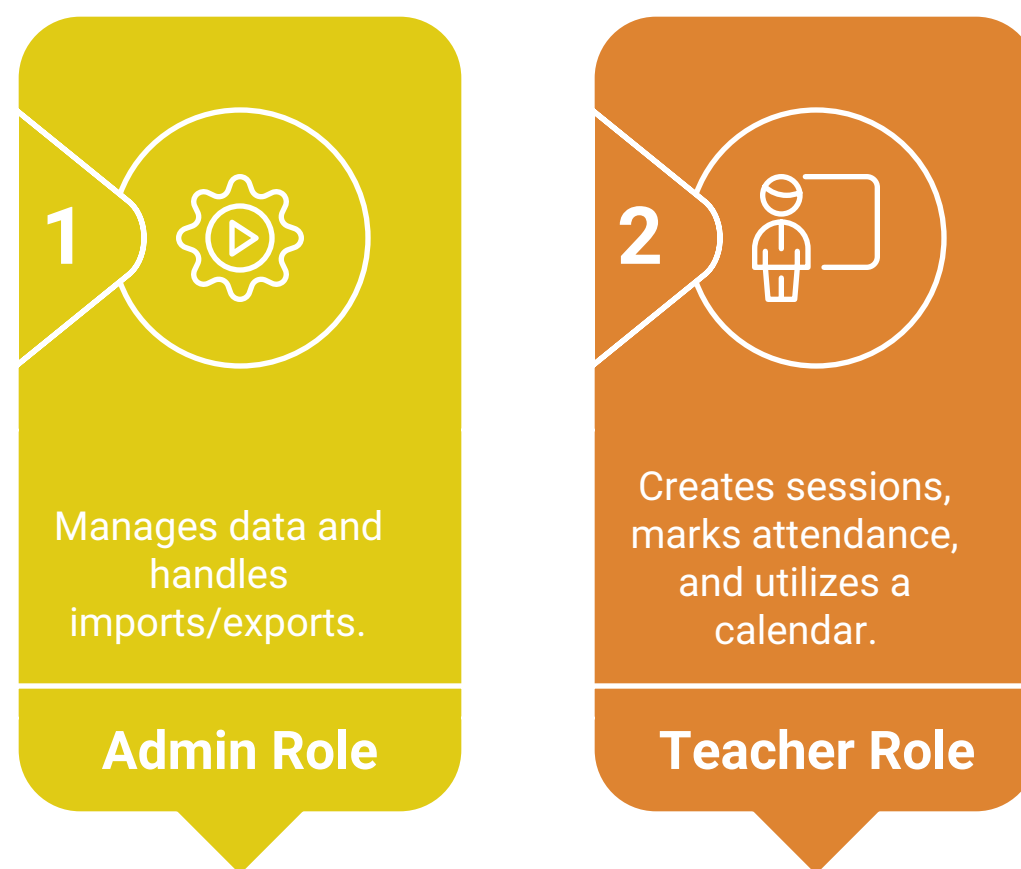 1
Manages data and
handles
imports/exports.
Admin Role
2
Creates sessions,
marks attendance,
and utilizes a
calendar.
Teacher Role